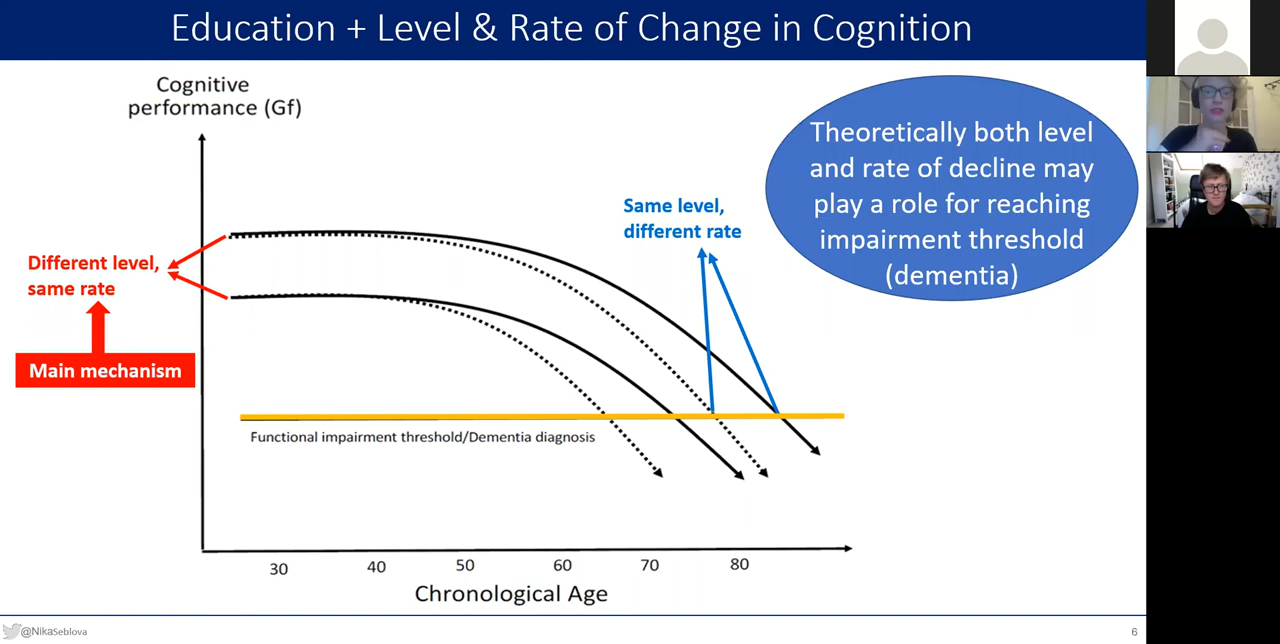 Education + Level & Rate of Change in Cognition
Cognitive
performance (Gf)
Theoretically both level
and rate of decline may
play a role for reaching
impairment threshold
(dementia)
Same level,
different rate
Different level,
same rate
Main mechanism
Functional impairment threshold/Dementia diagnosis
30 40 50 60 70 80
Chronological Age
@NikaSeblova
6